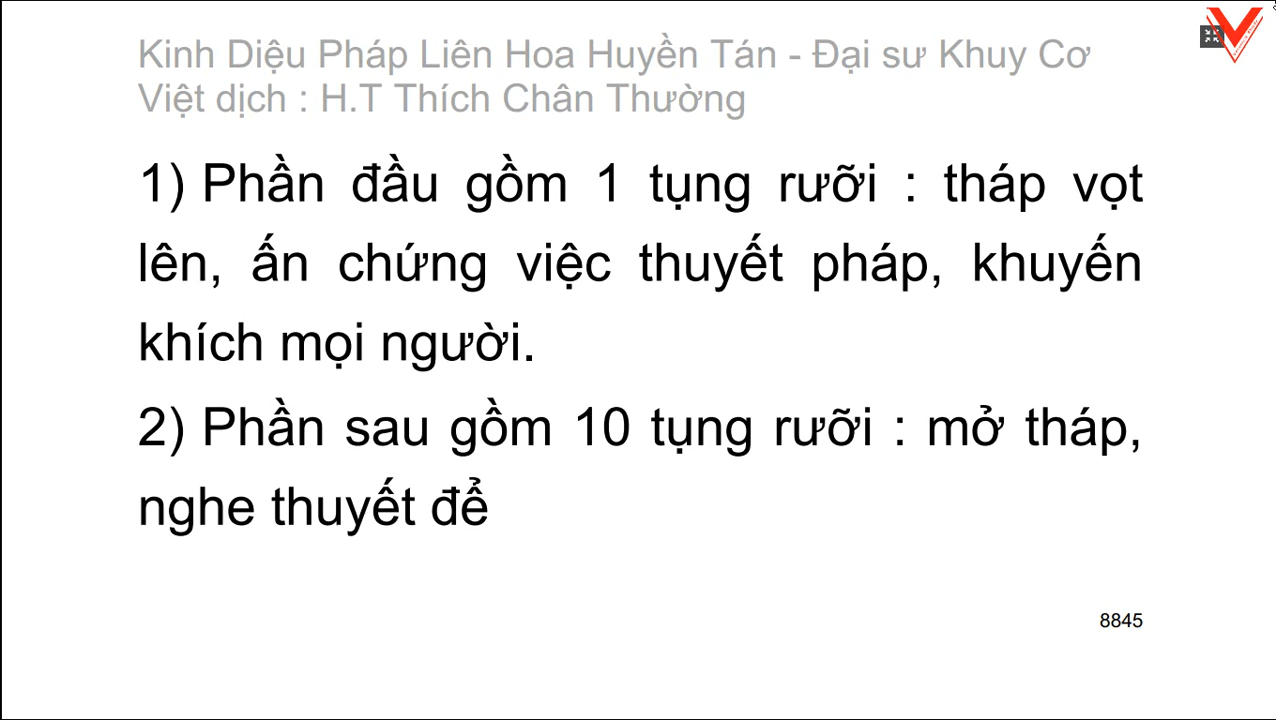 Kinh Diệu Pháp Liên Hoa Huyền Tán - Đại sư Khuy Cơ
Việt dịch : H.T Thích Chân Thường
1) Phần đầu gồm 1 tụng rưỡi : tháp vọt
lên, ấn chứng việc thuyết pháp, khuyến
khích mọi người.
2) Phần sau gồm 10 tụng rưỡi : mở tháp,
nghe thuyết để
8845